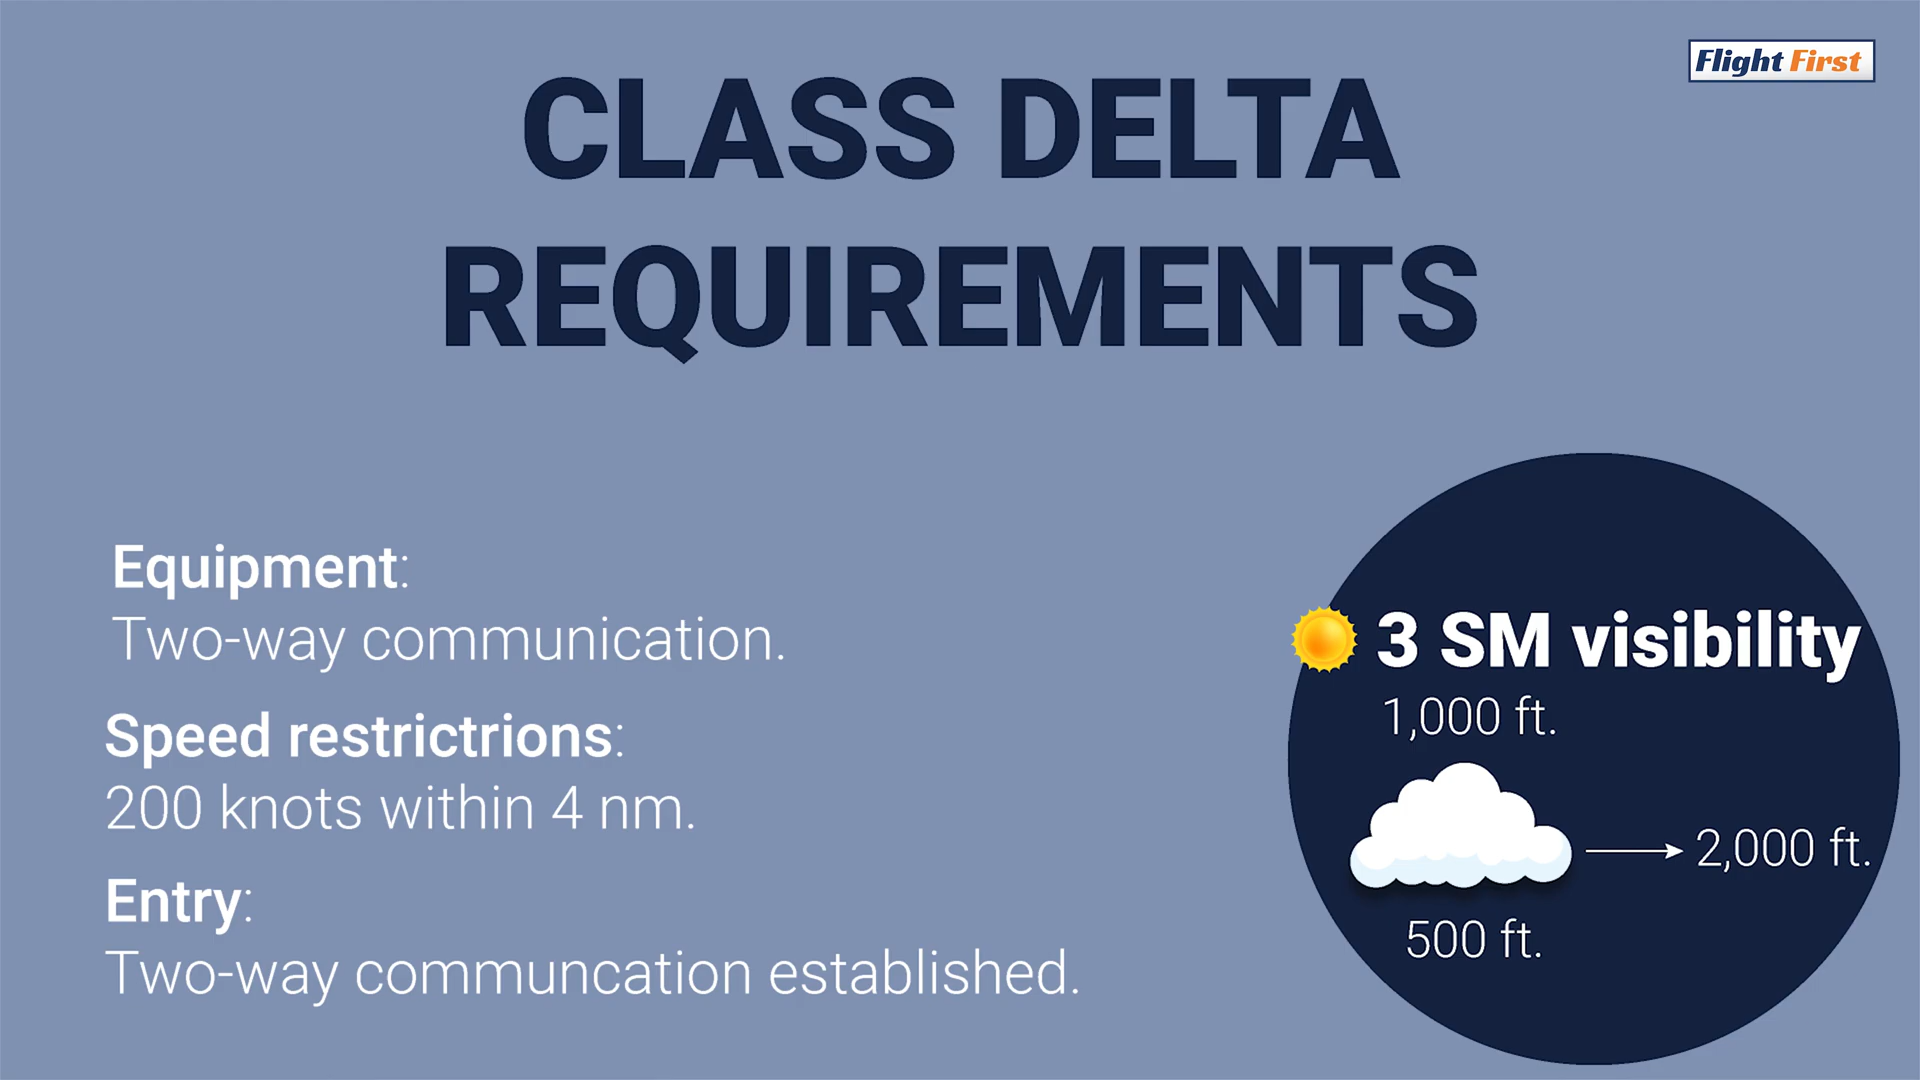 Flight First
CLASS DELTA
REQUIREMENTS
Equipment:
Two-way communication.
Speed restrictrions:
200 knots within 4 nm.
Entry:
Two-way communcation established.
3 SM visibility
1,000 ft.
2,000 ft.
500 ft.